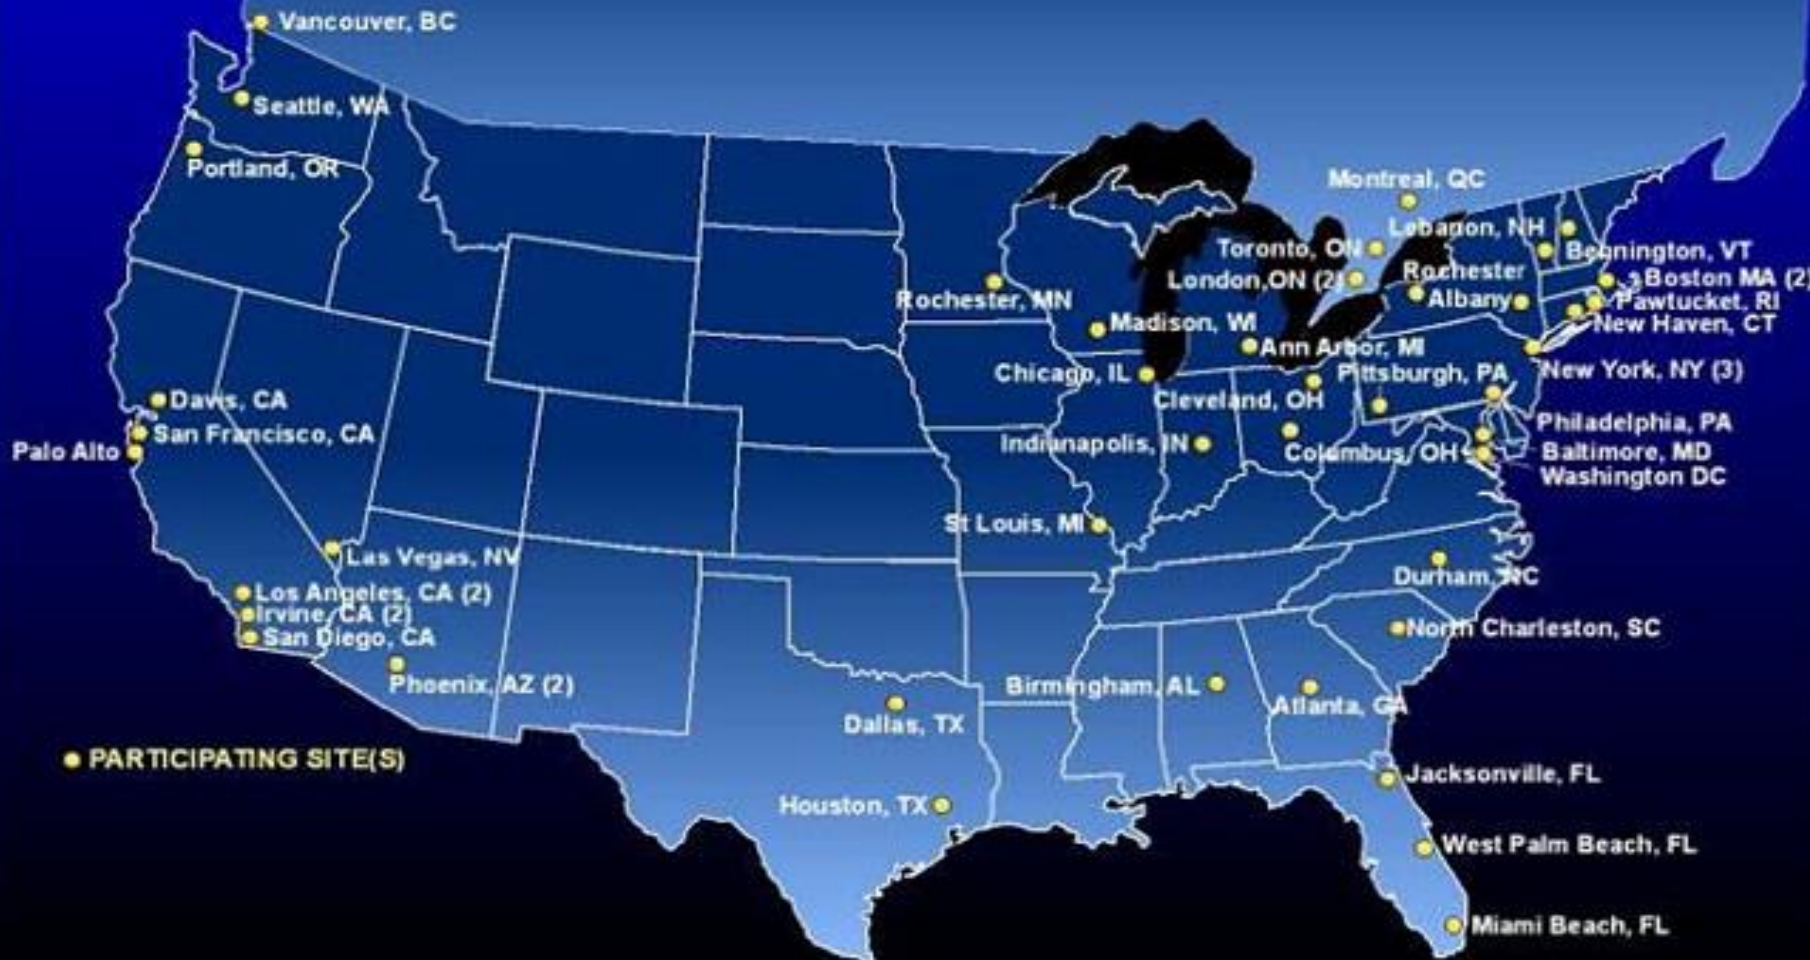 Vancouver, BC
Seattle, WA
Portland, OR
Montreal, QC
Lebanon, NH
Toronto, ON
Bennington, VT
London,ON (2)
Rochester
Boston MA (2)
Rochester, MN
Albany
Pawtucket, RI
Madison, WI
New Haven, CT
Ann Arbor, MI
Chicago, IL
Pittsburgh, PA
New York, NY (3)
Davis, CA
Cleveland, OH
San Francisco, CA
Philadelphia, PA
Palo Alto
Indianapolis, IN
Columbus, OH
Baltimore, MD
Washington DC
St Louis, MI
Las Vegas, NV
Durham, NC
Los Angeles, CA (2)
Irvine, CA (2)
San Diego, CA
North Charleston, SC
Phoenix, AZ (2)
Birmingham, AL
Atlanta, GA
Dallas, TX
PARTICIPATING SITE(S)
Jacksonville, FL
Houston, TX
West Palm Beach, FL
Miami Beach, FL